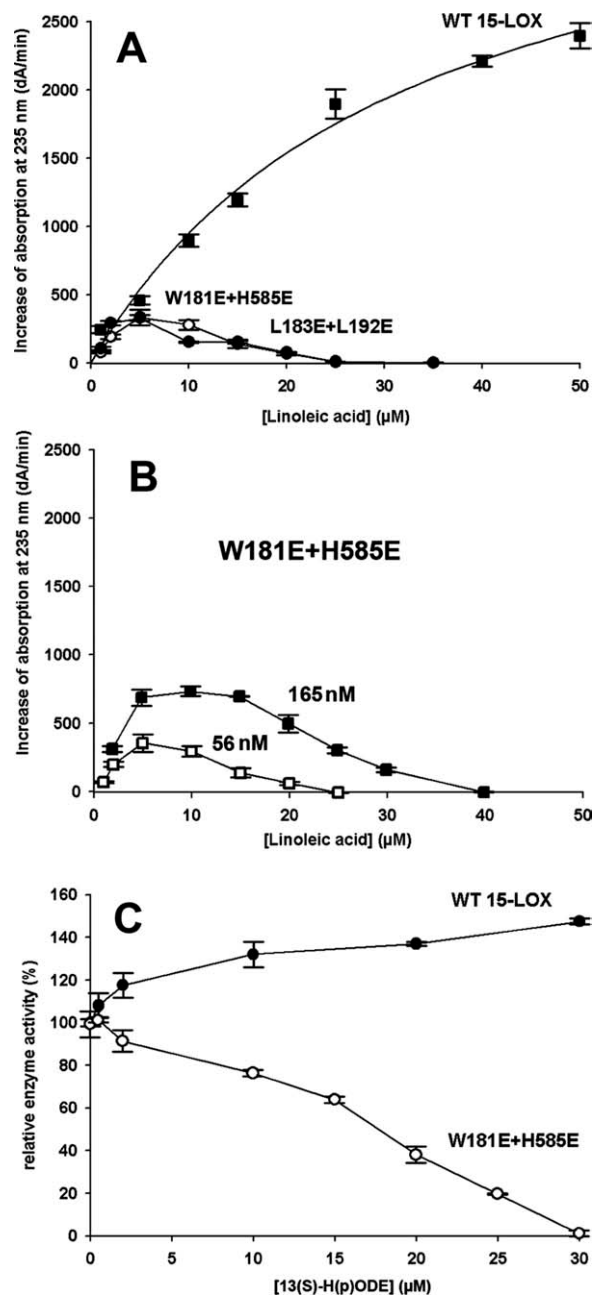 A
WT 15-LOX
Increase of absorption at 235 nm (dA/min)
2500
2000
1500
1000
500
0
W181E+H585E
L183E+L192E
0 10 20 30 40 50
[Linoleic acid] (µM)
B
Increase of absorption at 235 nm (dA/min)
2500
2000
1500
1000
500
0
W181E+H585E
165 nM
56 nM
0 10 20 30 40 50
[Linoleic acid] (µM)
C
WT 15-LOX
relative enzyme activity (%)
160
140
120
100
80
60
40
20
0
W181E+H585E
0 5 10 15 20 25 30
[13(S)-H(p)ODE] (µM)